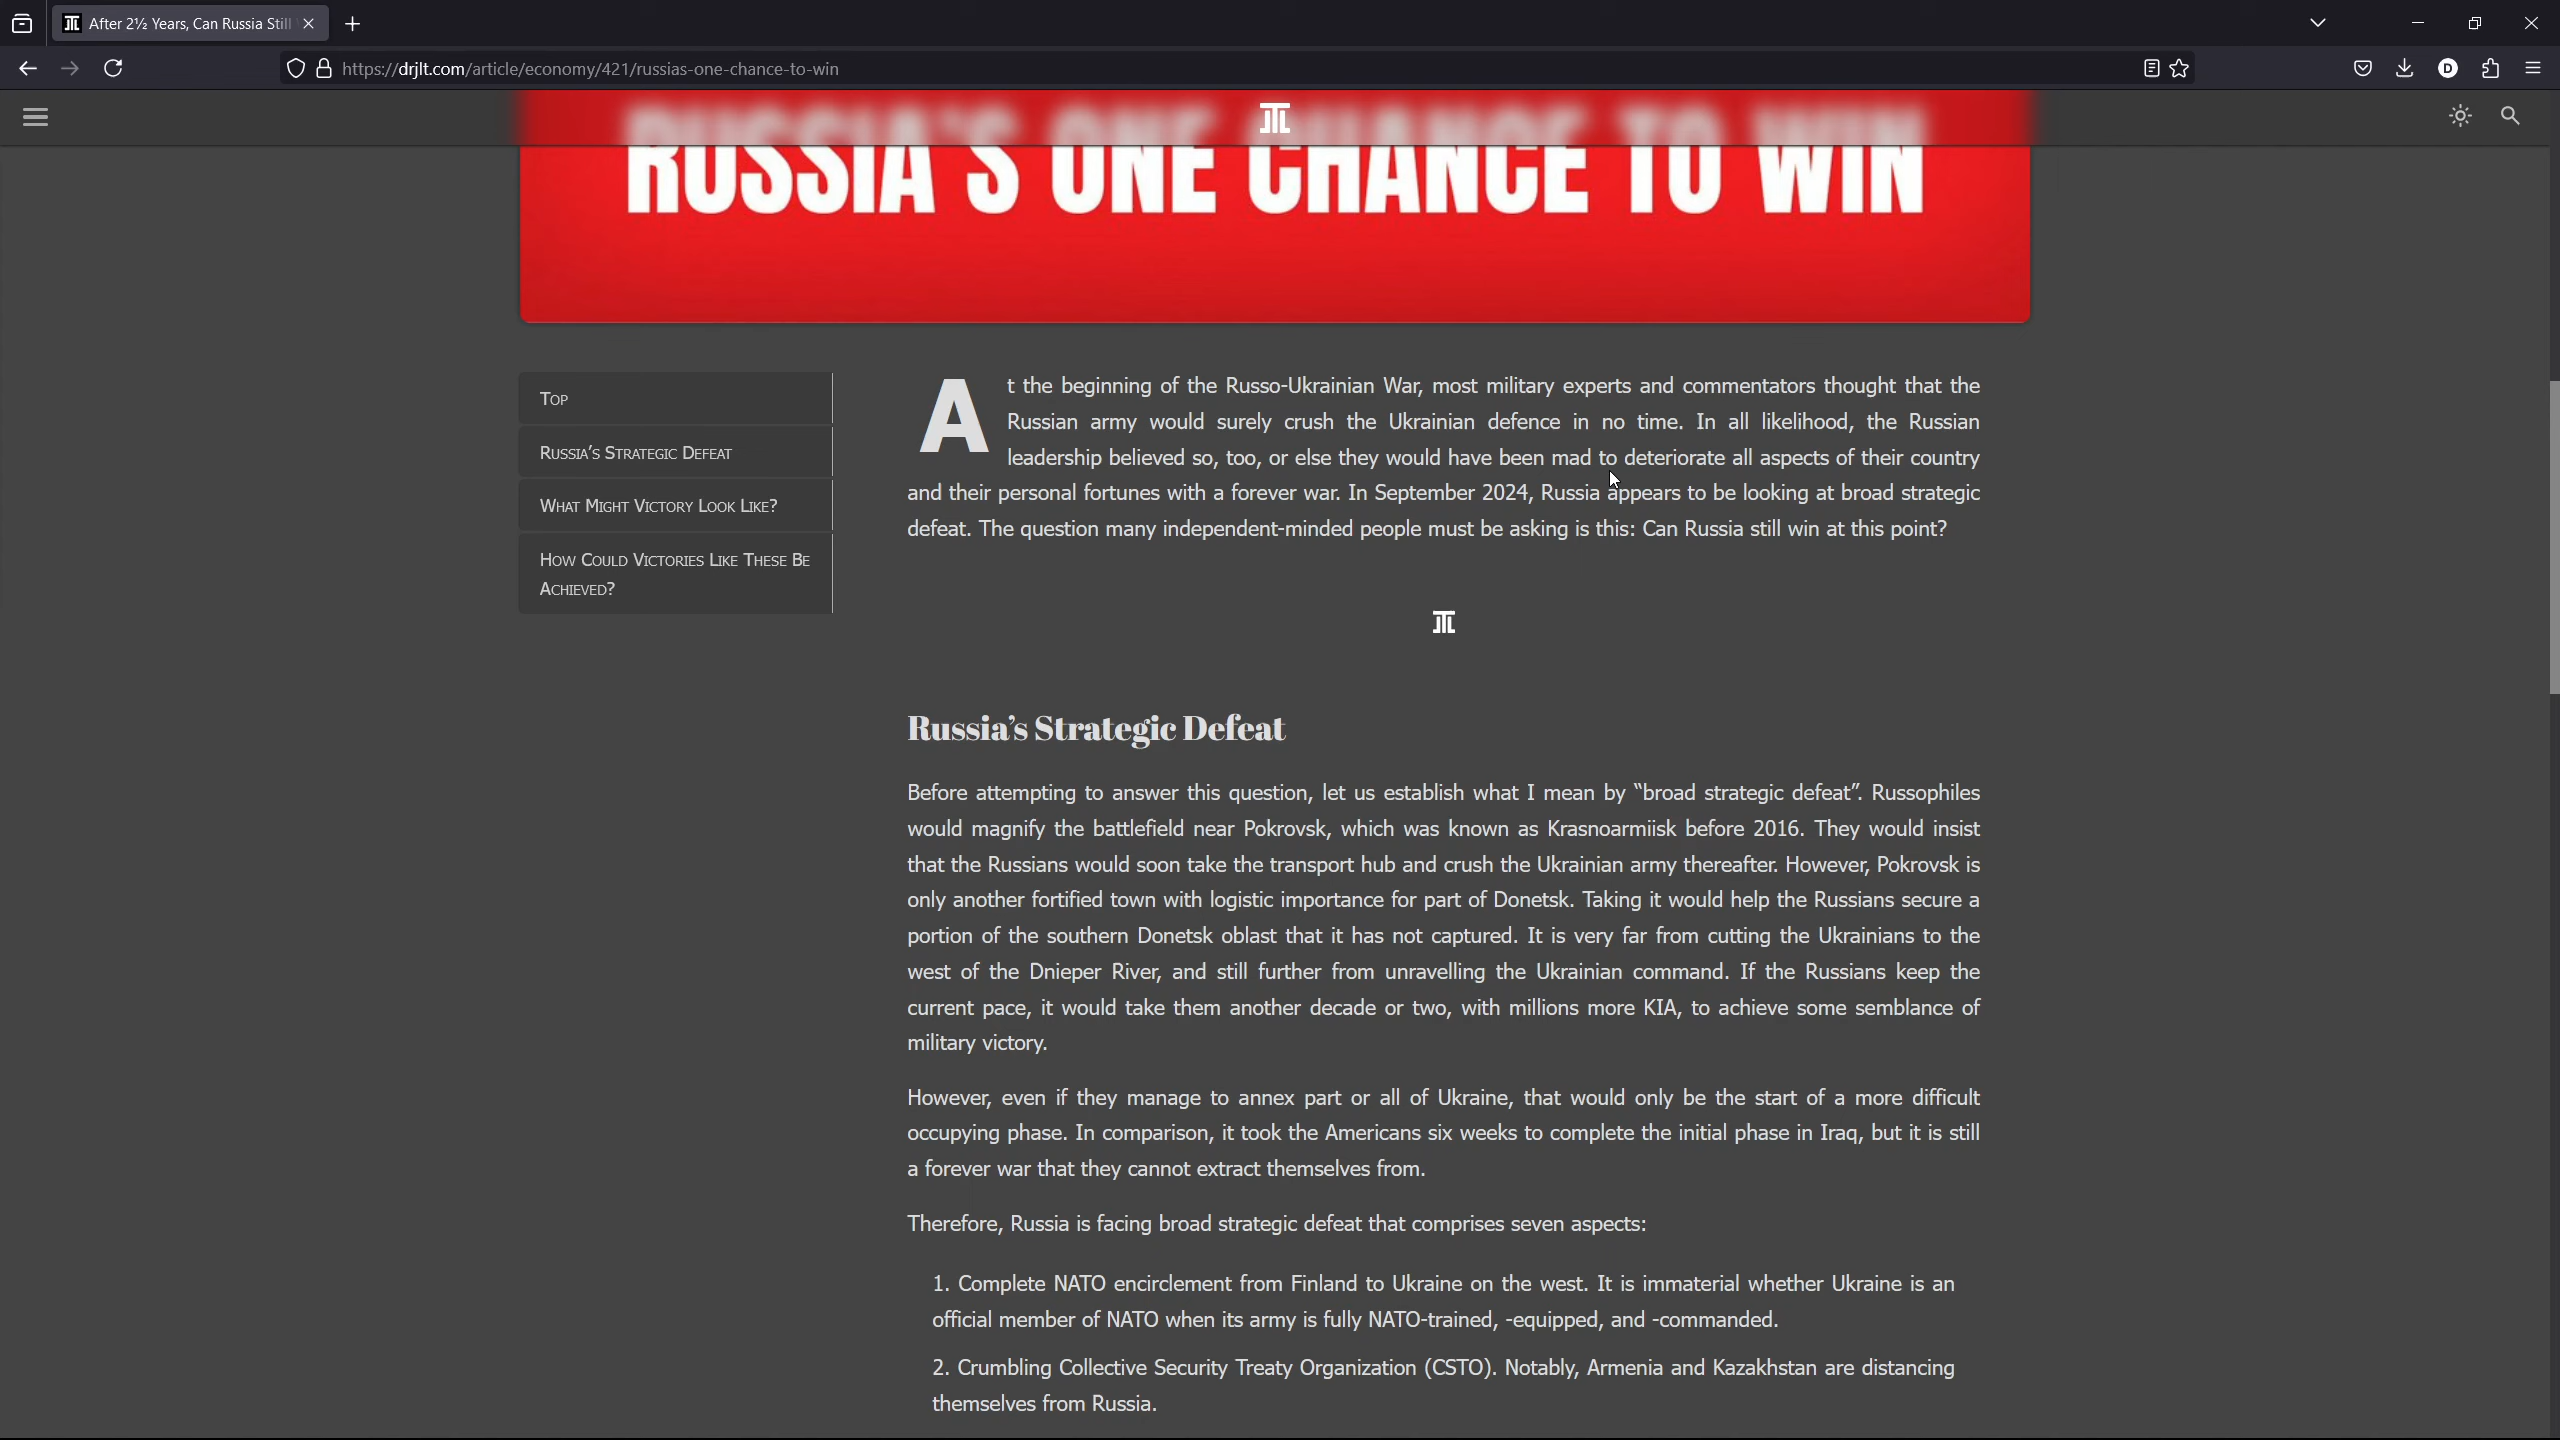 After 2½ Years, Can Russia Still
https://drjlt.com/article/economy/421/russias-one-chance-to-win
RUSSIA'S ONE CHANCE TO WIN
Top
Russia's Strategic Defeat
What Might Victory Look Like?
How Could Victories Like These Be
Achieved?
At the beginning of the Russo-Ukrainian War, most military experts and commentators thought that the
Russian army would surely crush the Ukrainian defence in no time. In all likelihood, the Russian
leadership believed so, too, or else they would have been mad to deteriorate all aspects of their country
and their personal fortunes with a forever war. In September 2024, Russia appears to be looking at broad strategic
defeat. The question many independent-minded people must be asking is this: Can Russia still win at this point?
Russia's Strategic Defeat
Before attempting to answer this question, let us establish what I mean by “broad strategic defeat”. Russophiles
would magnify the battlefield near Pokrovsk, which was known as Krasnoarmiisk before 2016. They would insist
that the Russians would soon take the transport hub and crush the Ukrainian army thereafter. However, Pokrovsk is
only another fortified town with logistic importance for part of Donetsk. Taking it would help the Russians secure a
portion of the southern Donetsk oblast that it has not captured. It is very far from cutting the Ukrainians to the
west of the Dnieper River, and still further from unravelling the Ukrainian command. If the Russians keep the
current pace, it would take them another decade or two, with millions more KIA, to achieve some semblance of
military victory.
However, even if they manage to annex part or all of Ukraine, that would only be the start of a more difficult
occupying phase. In comparison, it took the Americans six weeks to complete the initial phase in Iraq, but it is still
a forever war that they cannot extract themselves from.
Therefore, Russia is facing broad strategic defeat that comprises seven aspects:
1. Complete NATO encirclement from Finland to Ukraine on the west. It is immaterial whether Ukraine is an
official member of NATO when its army is fully NATO-trained, -equipped, and -commanded.
2. Crumbling Collective Security Treaty Organization (CSTO). Notably, Armenia and Kazakhstan are distancing
themselves from Russia.